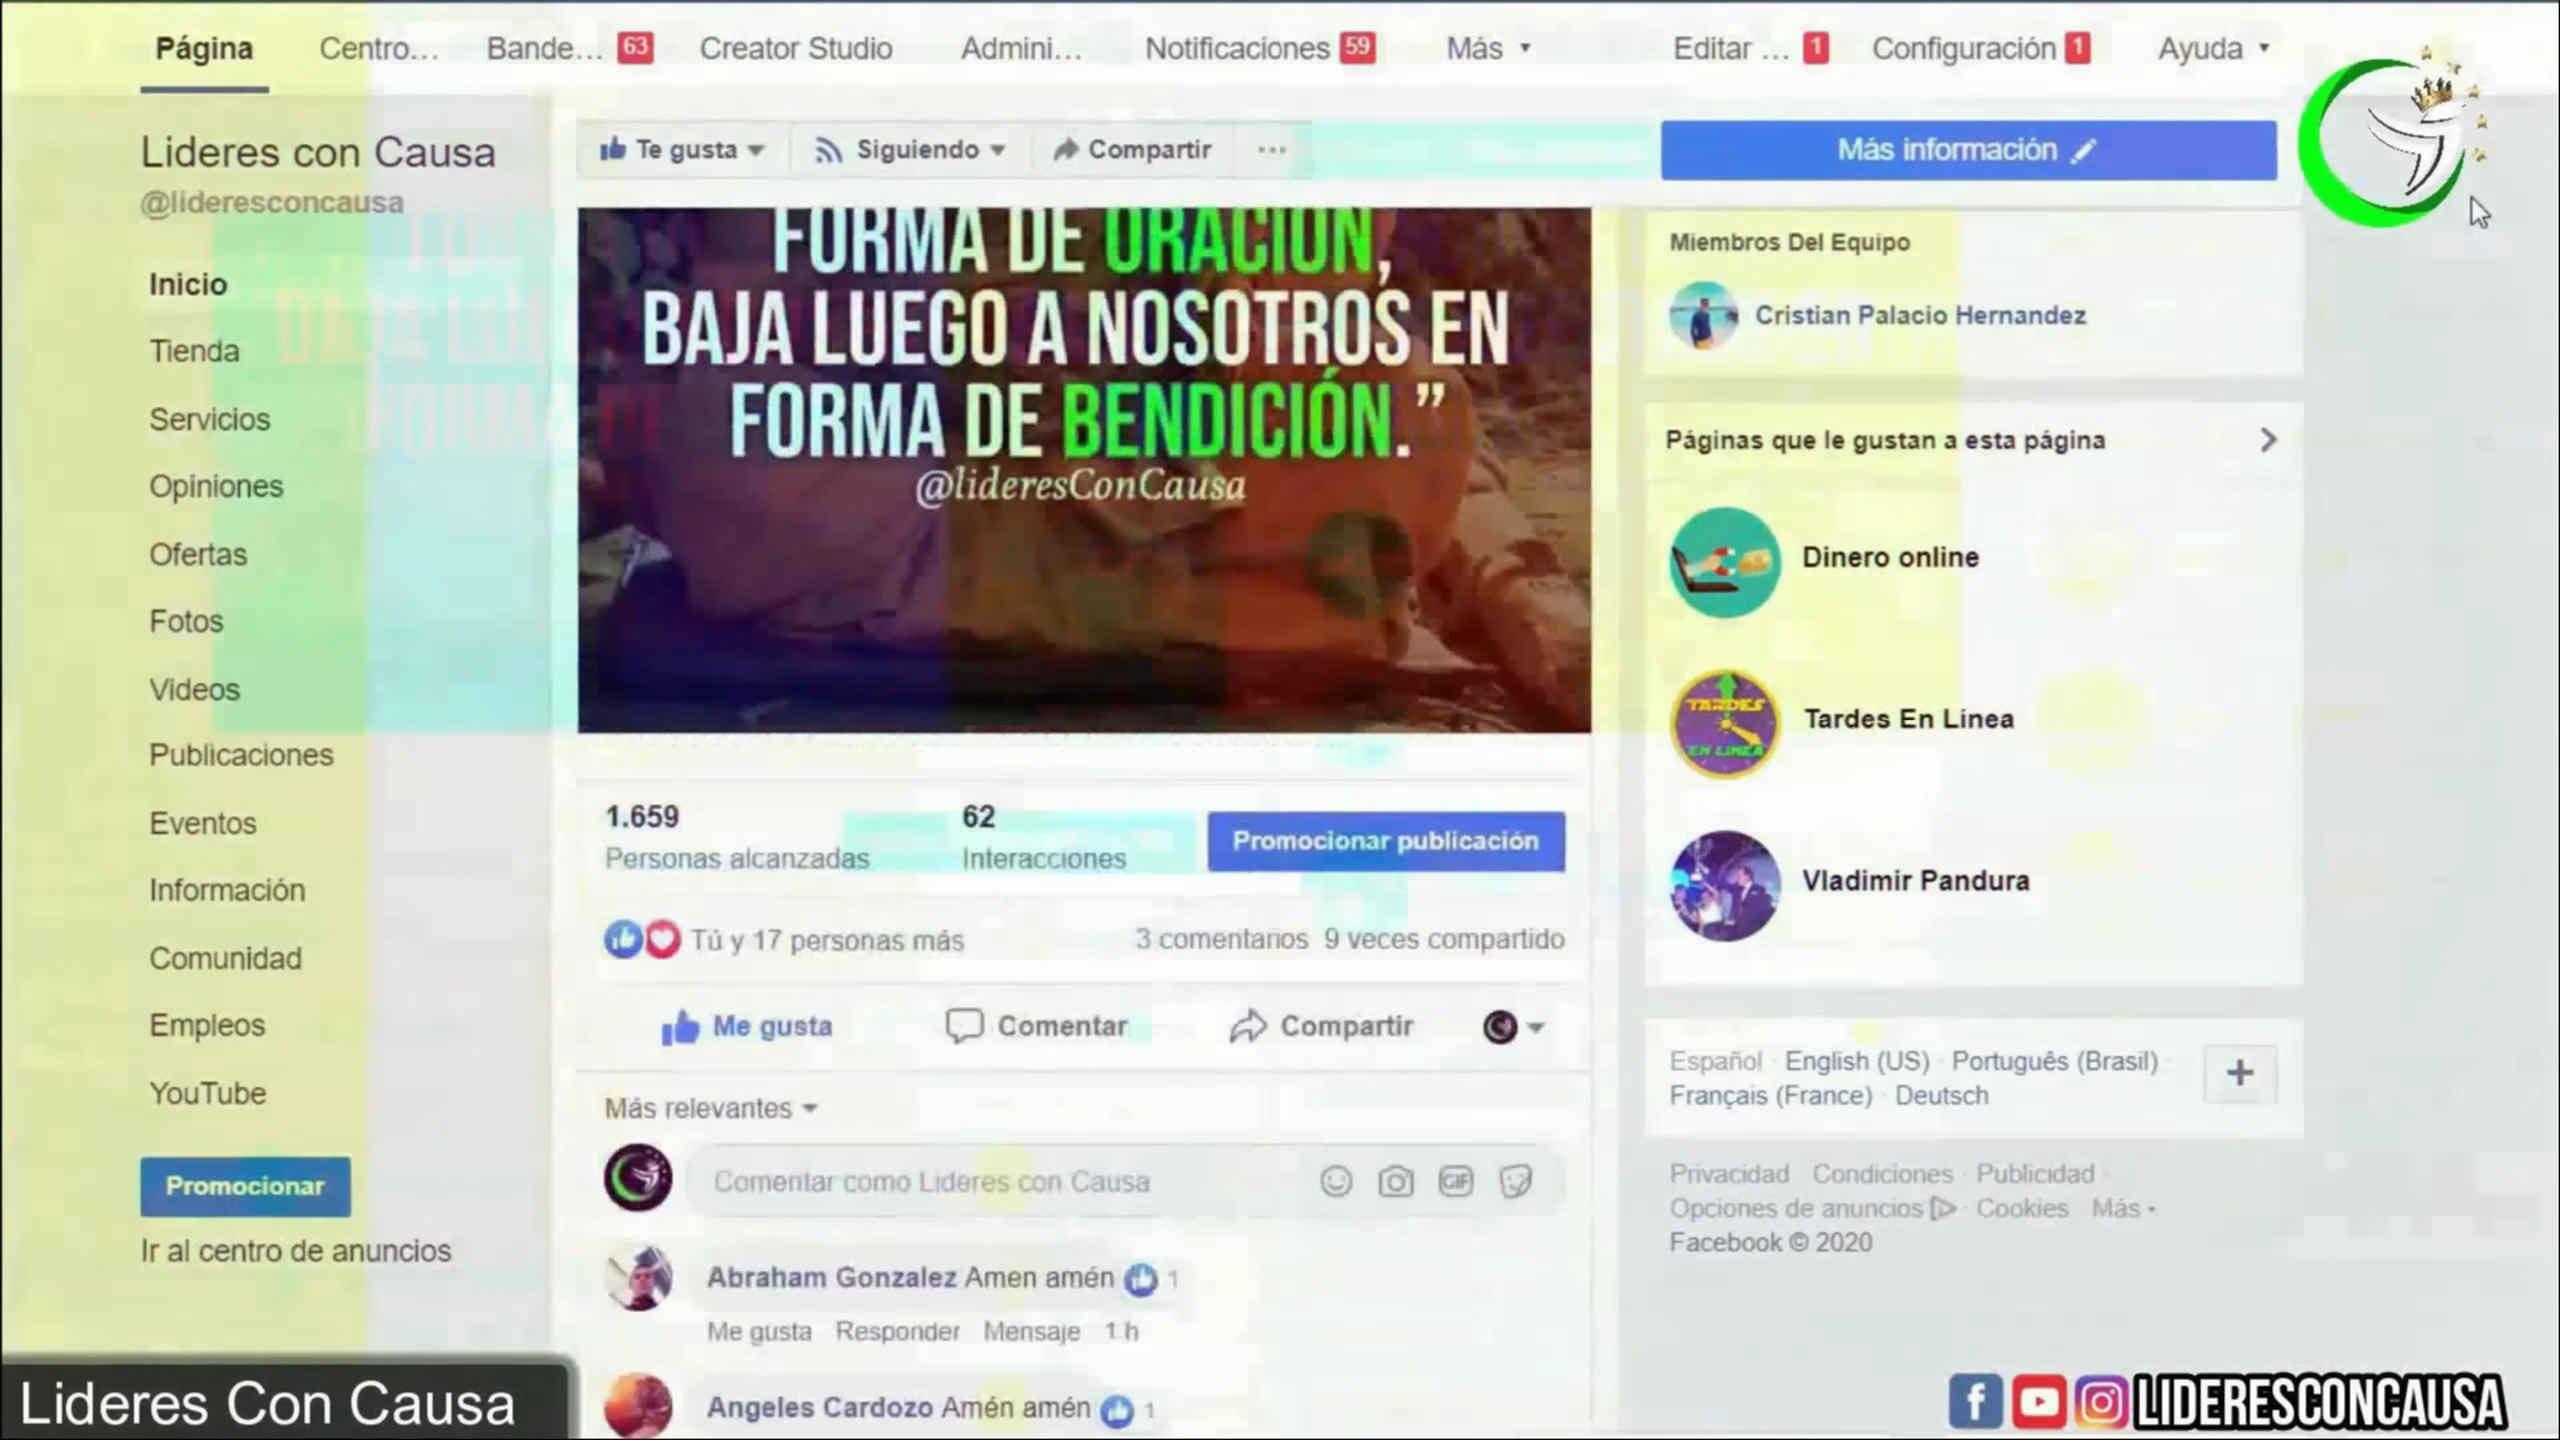 Página Centro... Bande... 63 Creator Studio Admini... Notificaciones 59 Más Editar ... 1 Configuración 1 Ayuda
Lideres con Causa
@lideresconcausa
Inicio
Tienda
Servicios
Opiniones
Ofertas
Fotos
Videos
Publicaciones
Eventos
Información
Comunidad
Empleos
YouTube
Promocionar
Ir al centro de anuncios
Te gusta Siguiendo Compartir ... Más información
FORMA DE ORACIÓN,
BAJA LUEGO A NOSOTROS EN
FORMA DE BENDICIÓN.”
@lideresConCausa
1.659 62
Personas alcanzadas Interacciones Promocionar publicación
Tú y 17 personas más 3 comentarios 9 veces compartido
Me gusta Comentar Compartir
Más relevantes
Comentar como Lideres con Causa GIF
Abraham Gonzalez Amen amén 1
Me gusta Responder Mensaje 1 h
Angeles Cardozo Amén amén 1
Miembros Del Equipo
Cristian Palacio Hernandez
Páginas que le gustan a esta página
Dinero online
TARDES
EN LINEA
Tardes En Linea
Vladimir Pandura
Español · English (US) · Português (Brasil) ·
Français (France) · Deutsch
Privacidad · Condiciones · Publicidad ·
Opciones de anuncios · Cookies · Más
Facebook © 2020
Lideres Con Causa
LIDERESCONCAUSA